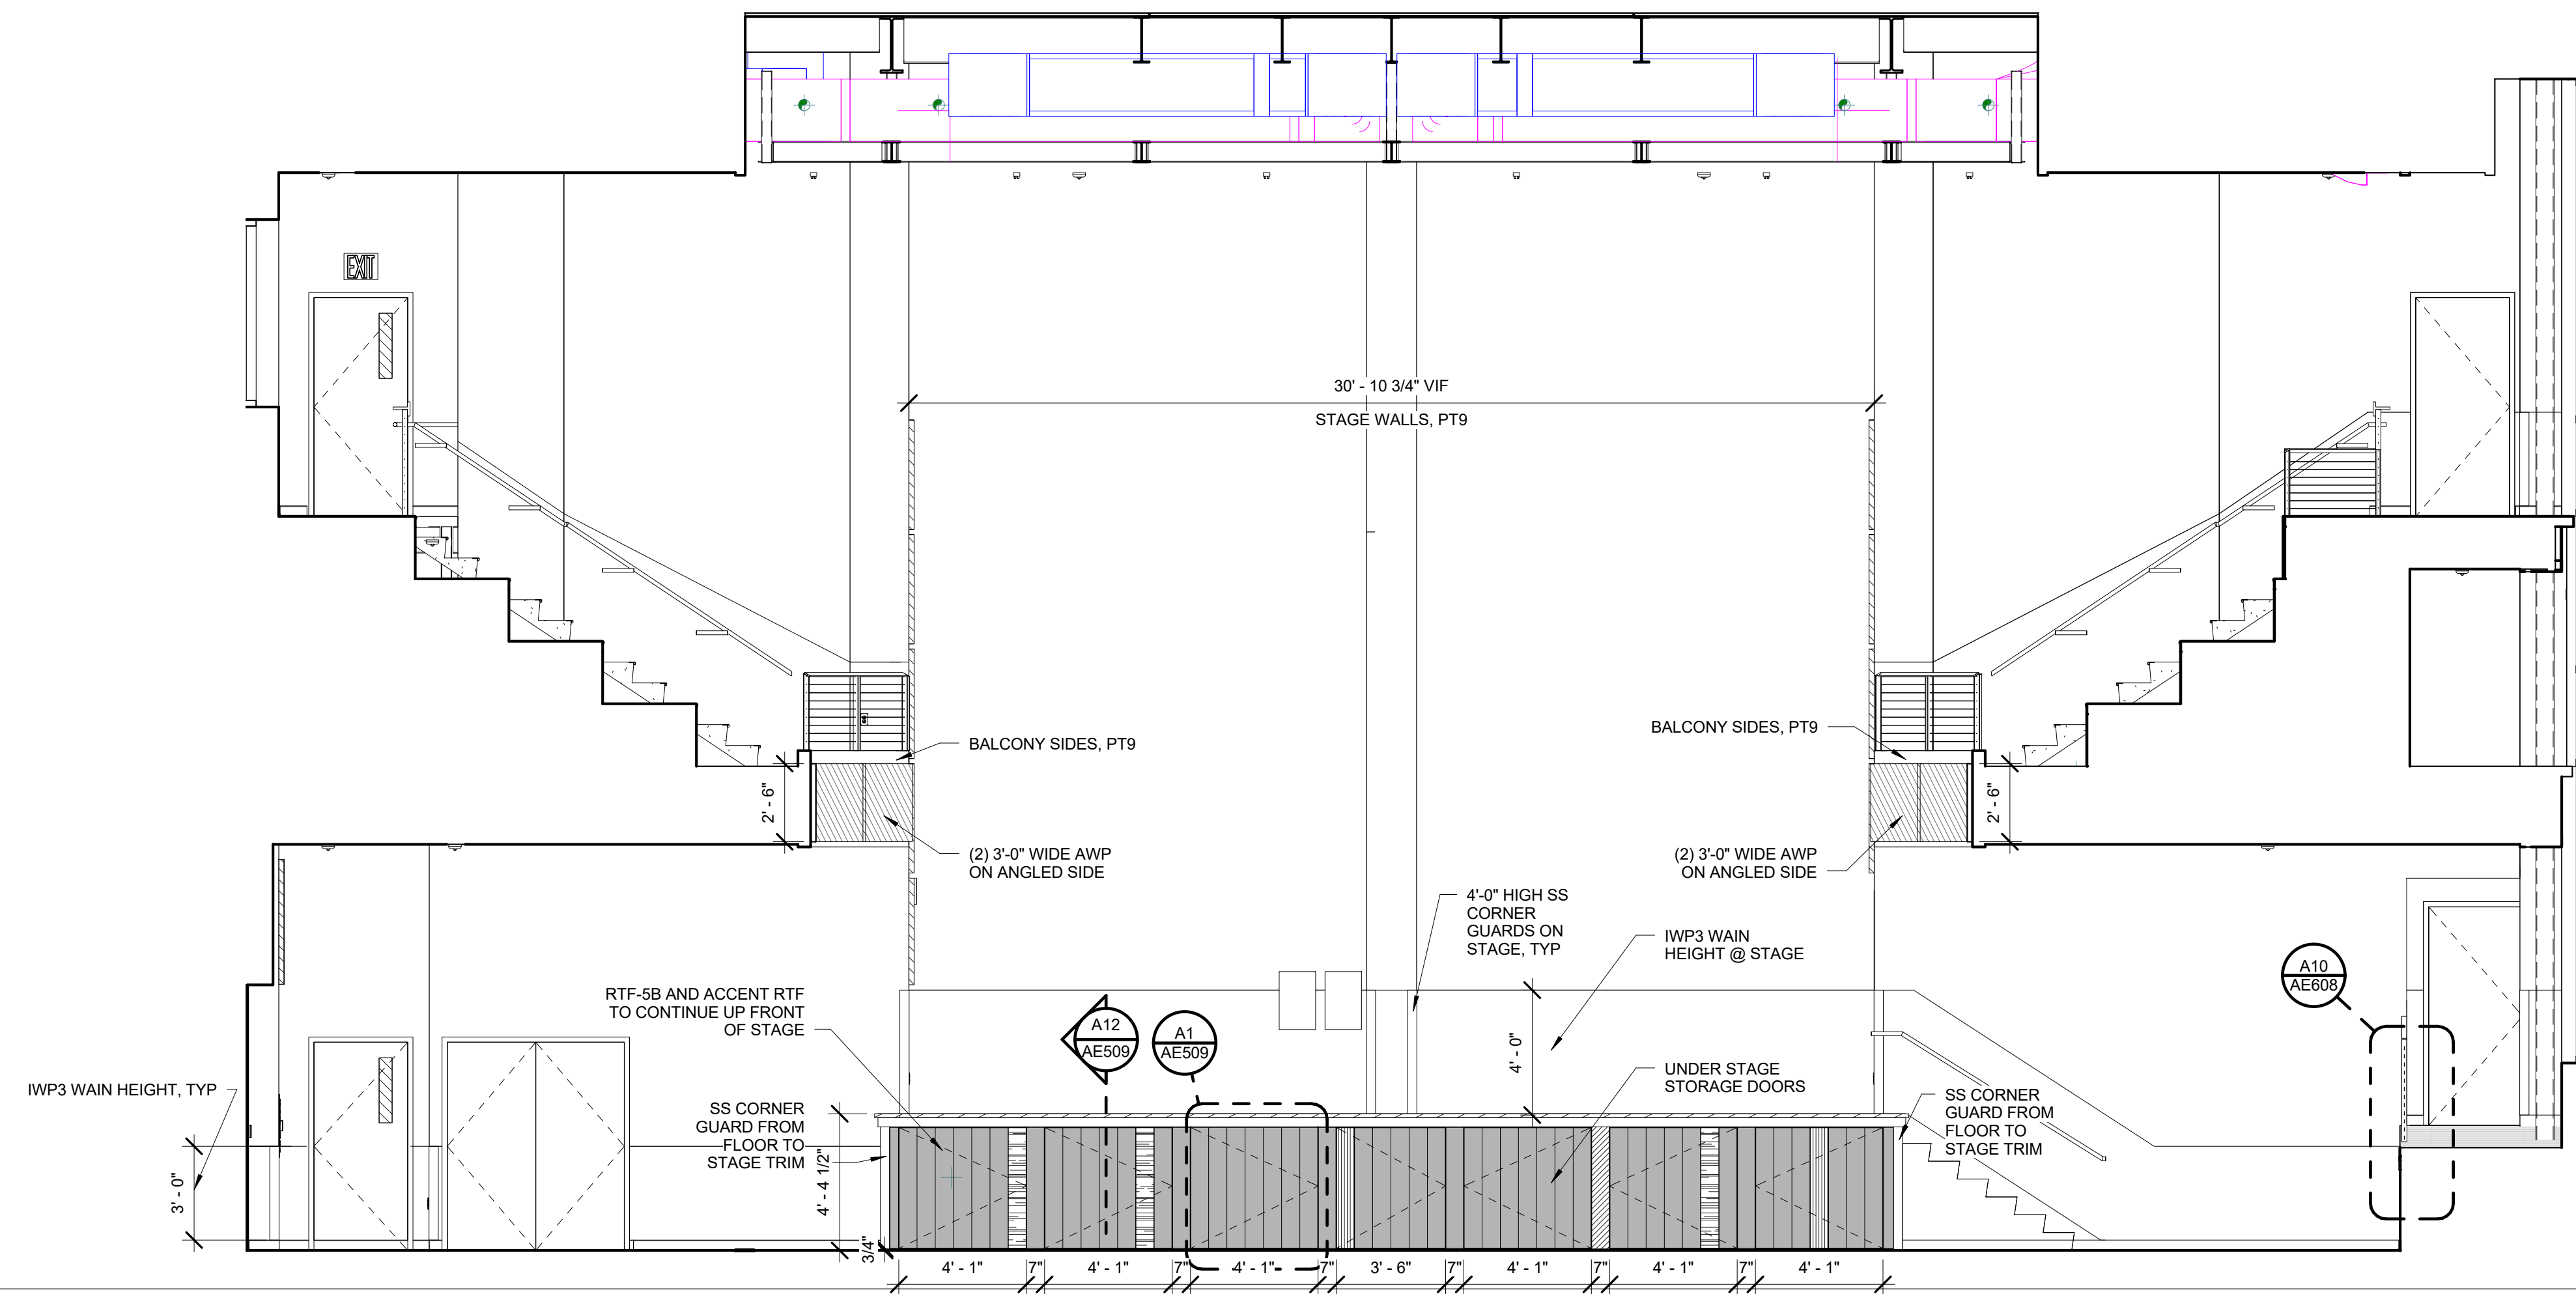 EXIT
30' - 10 3/4" VIF
STAGE WALLS, PT9
BALCONY SIDES, PT9
BALCONY SIDES, PT9
2' - 6"
2' - 6"
(2) 3'-0" WIDE AWP
ON ANGLED SIDE
(2) 3'-0" WIDE AWP
ON ANGLED SIDE
4'-0" HIGH SS
CORNER
GUARDS ON
STAGE, TYP
IWP3 WAIN
HEIGHT @ STAGE
A10
AE608
RTF-5B AND ACCENT RTF
TO CONTINUE UP FRONT
OF STAGE
A12
AE509
A1
AE509
4' - 0"
UNDER STAGE
STORAGE DOORS
IWP3 WAIN HEIGHT, TYP
SS CORNER
GUARD FROM
FLOOR TO
STAGE TRIM
SS CORNER
GUARD FROM
FLOOR TO
STAGE TRIM
3' - 0"
4' - 4 1/2"
3/4"
4' - 1"
7"
4' - 1"
7"
4' - 1"
7"
3' - 6"
7"
4' - 1"
7"
4' - 1"
7"
4' - 1"